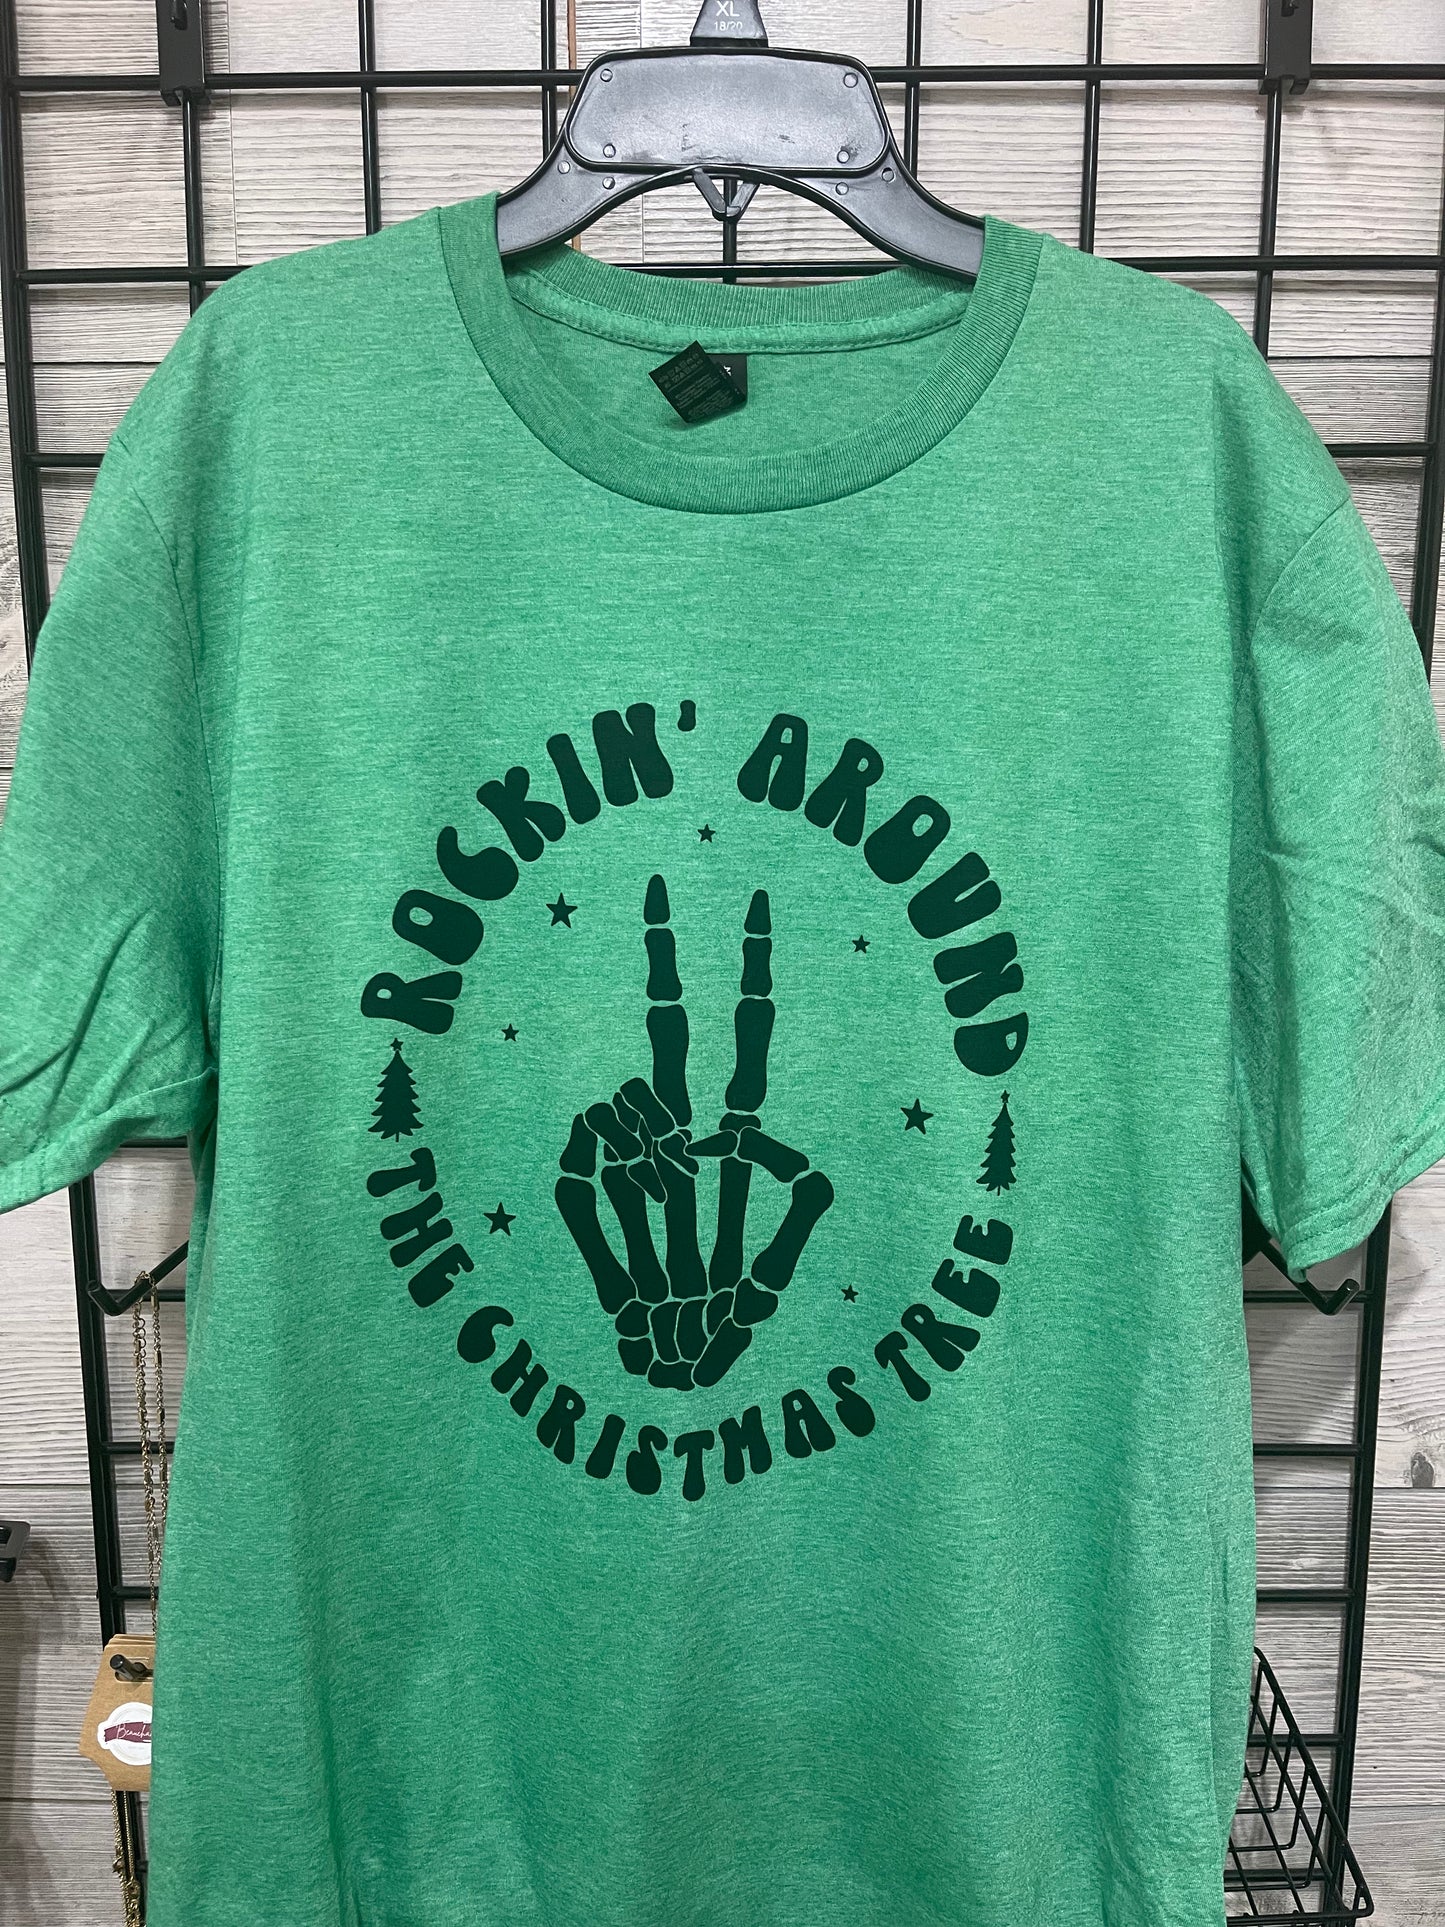 XL
18/20
ROCKIN' AROUND
THE CHRISTMAS TREE